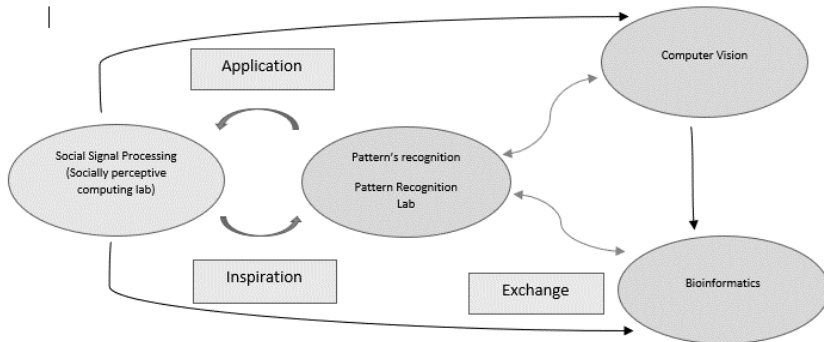 Application
Computer Vision
Social Signal Processing
(Socially perceptive
computing lab)
Pattern's recognition
Pattern Recognition
Lab
Inspiration
Exchange
Bioinformatics